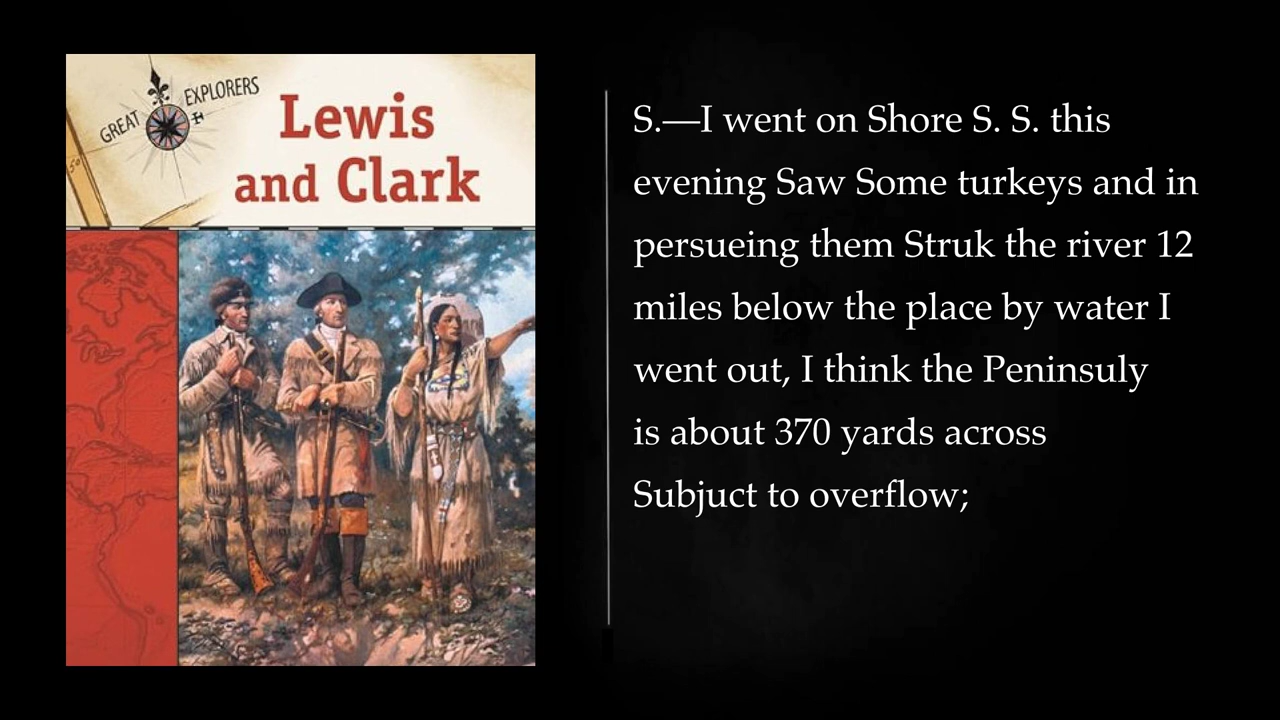 GREAT EXPLORERS
Lewis
and Clark
S.—I went on Shore S. S. this
evening Saw Some turkeys and in
persueing them Struk the river 12
miles below the place by water I
went out, I think the Peninsuly
is about 370 yards across
Subjuct to overflow;